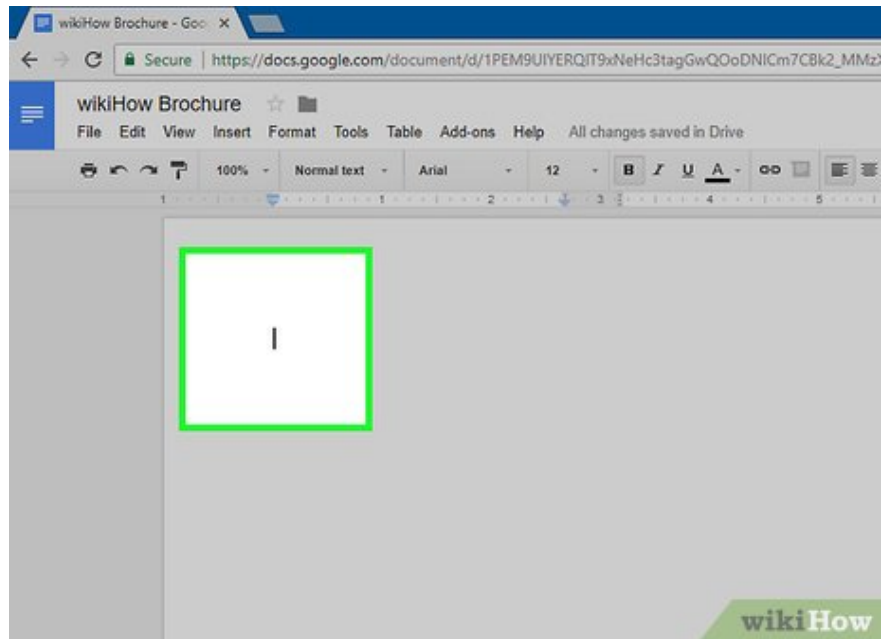 wikiHow Brochure - Goo
Secure https://docs.google.com/document/d/1PEM9UIYERQIT9xNeHc3tagGwQOoDNICm7CBk2_MMzX
wikiHow Brochure
File Edit View Insert Format Tools Table Add-ons Help All changes saved in Drive
100% Normal text Arial 12 B I U A
1 1 2 3 4 5
wikiHow